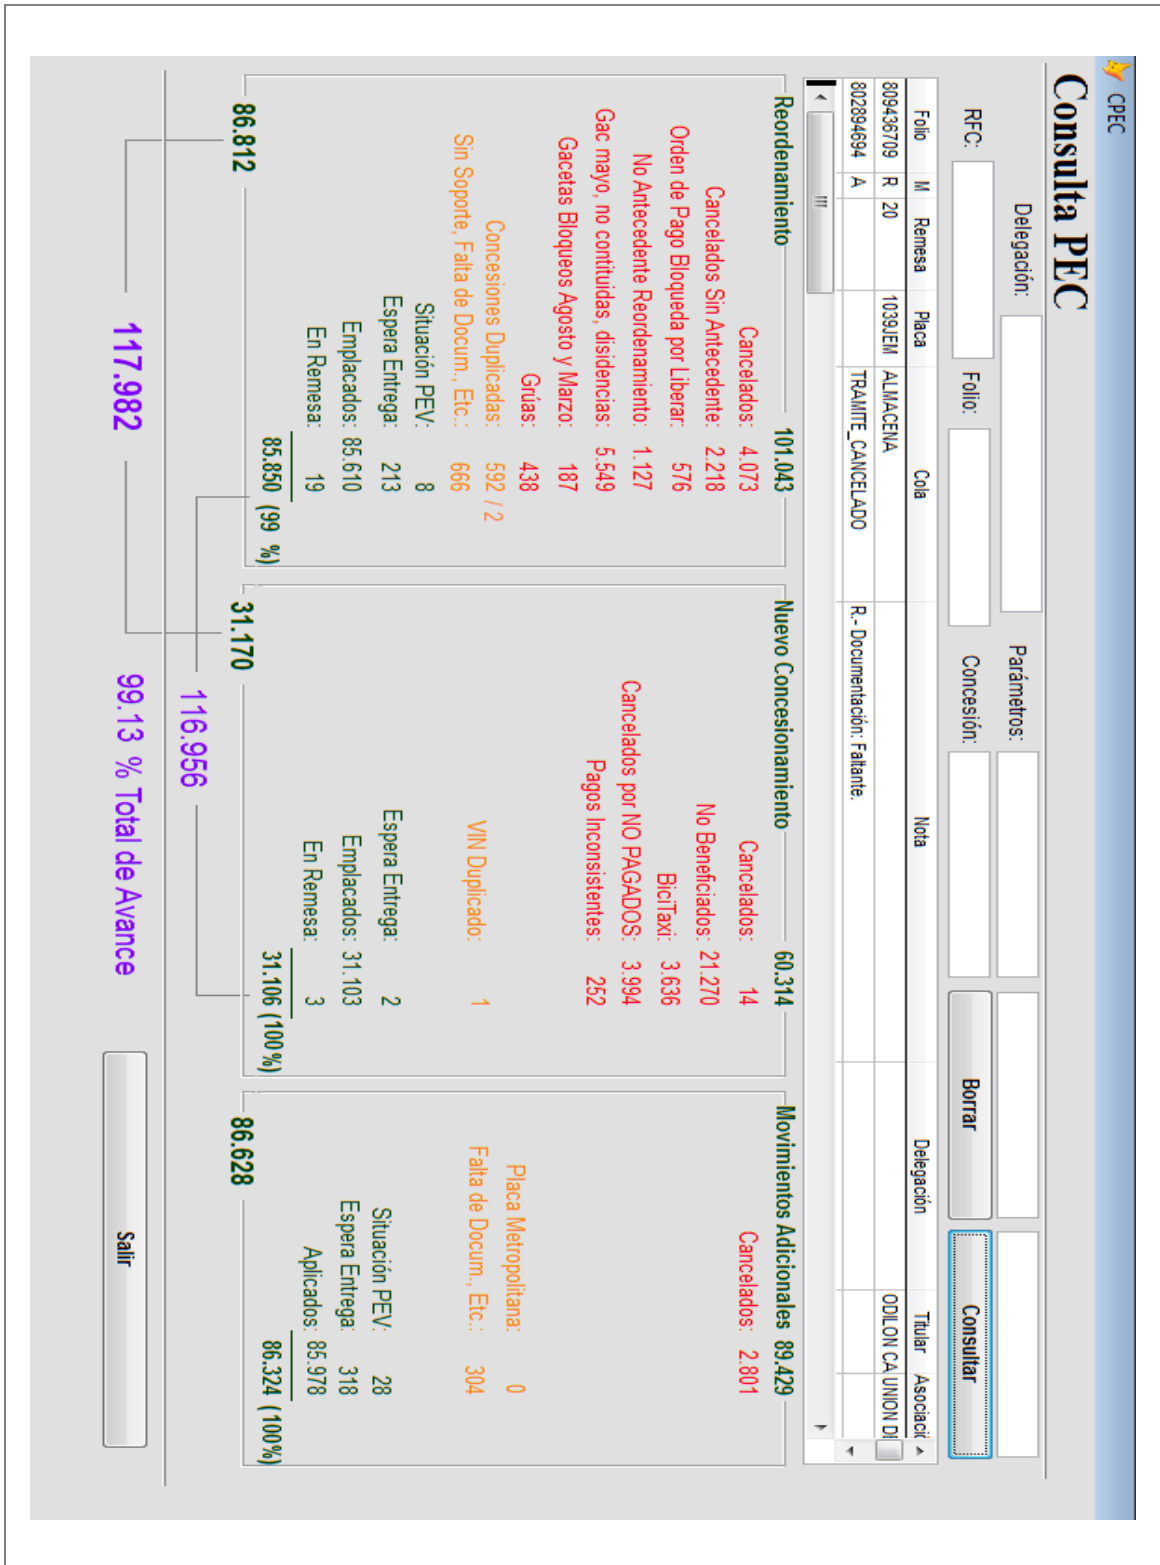 CPEC
Consulta PEC
Delegación:
Parámetros:
RFC:
Folio:
Concesión:
Borrar
Consultar
Folio M Remesa Placa Cola Nota Delegación Titular Asociació
809436709 R 20 1039JEM ALMACENA ODILON CA UNION DI
802894694 A TRAMITE_CANCELADO R.- Documentación: Faltante.
Reordenamiento 101.043
Cancelados: 4.073
Cancelados Sin Antecedente: 2.218
Orden de Pago Bloqueda por Liberar: 576
No Antecedente Reordenamiento: 1.127
Gac mayo, no contituidas, disidencias: 5.549
Gacetas Bloqueos Agosto y Marzo: 187
Grúas: 438
Concesiones Duplicadas: 592 / 2
Sin Soporte, Falta de Docum., Etc.: 666
Situación PEV: 8
Espera Entrega: 213
Emplacados: 85.610
En Remesa: 19
85.850 (99 %)
86.812
Nuevo Concesionamiento 60.314
Cancelados: 14
No Beneficiados: 21.270
BiciTaxi: 3.636
Cancelados por NO PAGADOS: 3.994
Pagos Inconsistentes: 252
VIN Duplicado: 1
Espera Entrega: 2
Emplacados: 31.103
En Remesa: 3
31.106 (100%)
31.170
Movimientos Adicionales 89.429
Cancelados: 2.801
Placa Metropolitana: 0
Falta de Docum., Etc.: 304
Situación PEV: 28
Espera Entrega: 318
Aplicados: 85.978
86.324 (100%)
86.628
116.956
117.982
99.13 % Total de Avance
Salir